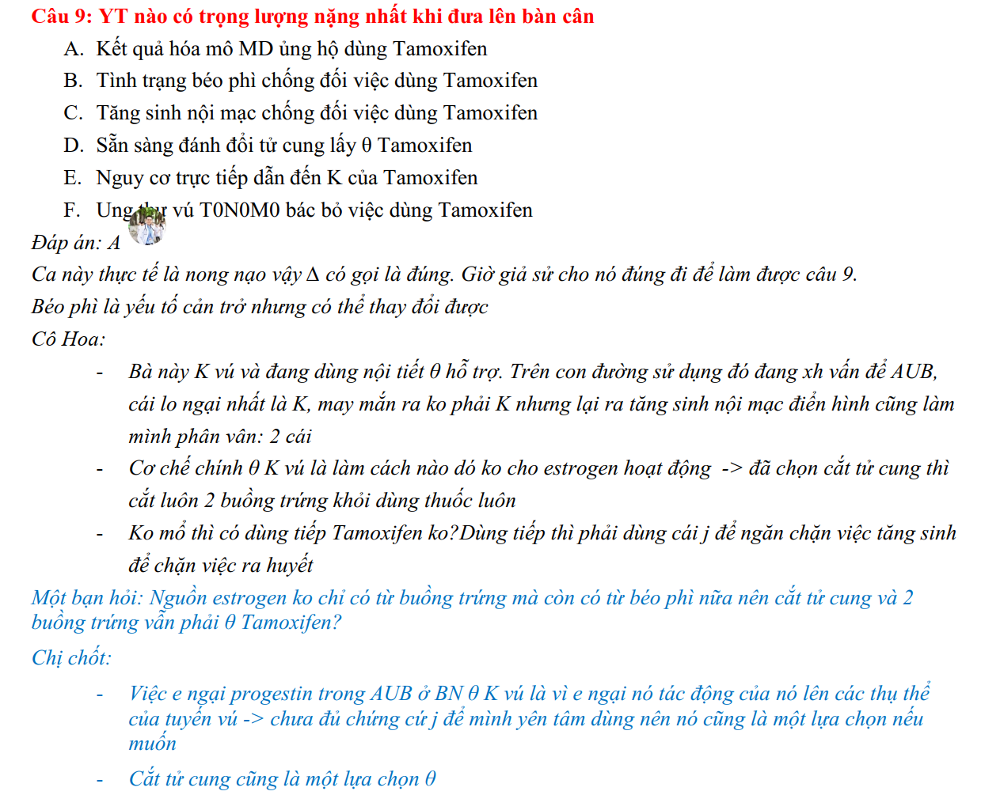 Câu 9: YT nào có trọng lượng nặng nhất khi đưa lên bàn cân
A. Kết quả hóa mô MD ủng hộ dùng Tamoxifen
B. Tình trạng béo phì chống đối việc dùng Tamoxifen
C. Tăng sinh nội mạc chống đối việc dùng Tamoxifen
D. Sẵn sàng đánh đổi tử cung lấy θ Tamoxifen
E. Nguy cơ trực tiếp dẫn đến K của Tamoxifen
F. Ung thư vú T0N0M0 bác bỏ việc dùng Tamoxifen
Đáp án: A
Ca này thực tế là nong nạo vậy Δ có gọi là đúng. Giờ giả sử cho nó đúng đi để làm được câu 9.
Béo phì là yếu tố cản trở nhưng có thể thay đổi được
Cô Hoa:
- Bà này K vú và đang dùng nội tiết θ hỗ trợ. Trên con đường sử dụng đó đang xh vấn để AUB,
cái lo ngại nhất là K, may mắn ra ko phải K nhưng lại ra tăng sinh nội mạc điển hình cũng làm
mình phân vân: 2 cái
- Cơ chế chính θ K vú là làm cách nào dó ko cho estrogen hoạt động -> đã chọn cắt tử cung thì
cắt luôn 2 buồng trứng khỏi dùng thuốc luôn
- Ko mổ thì có dùng tiếp Tamoxifen ko?Dùng tiếp thì phải dùng cái j để ngăn chặn việc tăng sinh
để chặn việc ra huyết
Một bạn hỏi: Nguồn estrogen ko chỉ có từ buồng trứng mà còn có từ béo phì nữa nên cắt tử cung và 2
buồng trứng vẫn phải θ Tamoxifen?
Chị chốt:
- Việc e ngại progestin trong AUB ở BN θ K vú là vì e ngại nó tác động của nó lên các thụ thể
của tuyến vú -> chưa đủ chứng cứ j để mình yên tâm dùng nên nó cũng là một lựa chọn nếu
muốn
- Cắt tử cung cũng là một lựa chọn θ